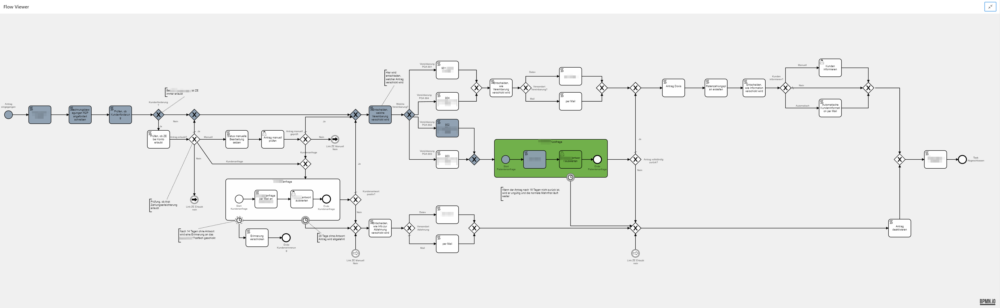 Flow Viewer
Antrag
eingegangen
echnungsbew
egungen RZP
angefordert
schreiben
Prüfen, ob
Kundenforderun
g
Kundenforderung
?
Bei
ist ZE
immer erlaubt
Nein
Ja
Prüfen, ob ZE
bei Konto
erlaubt
Antrag erlaubt?
Ja
Manuell
Nein
Kundenanfrage
Prüfung, ob Arzt
Zahlungserleichterung
erlaubt
Link ZE Erlaubt
nein
Status manuelle
Bearbeitung
setzen
Antrag manuell
prüfen
Antrag manuell
geprüft
Ja
Nein
Link ZE Manuell
Nein
Kundenanfrage
anfrage
Start
Kundenanfrage
anfrage
per Mail an
antwort
auswerten
Ende
Kundenanfrage
Nach 14 Tagen ohne Antwort
wird eine Erinnerung an das
Postfach geschickt
Erinnerung
verschicken
Ende
Kundenerinnerun
g
28 Tage ohne Antwort:
Antrag wird abgelehnt
Ja
Kundenantwort
positiv?
Nein
Link ZE Manuell
Nein
Entscheiden,
wie Info zur
Ablehnung
verschickt wird
Datev
Versandart
Ablehnung
Mail
per Mail
Hier wird
entschieden,
welcher Antrag
verschickt wird
Entscheiden,
welche
Vereinbarung
verschickt wird
Welche
Vereinbarung?
Vereinbarung
POA 901
901
Vereinbarung
POA 904
904
Vereinbarung
POA 902
902
Vereinbarung
POA 903
903
Entscheiden,
wie
Vereinbarung
verschickt wird
Datev
Versandart
Vereinbarung?
Mail
per Mail
rückfrage
Start
Patientenanfrage
antwor
t auswerten
Ende
Patientenanfrage
Wenn der Antrag nach 16 Tagen nicht zurück ist,
wird er ungültig und die normale Mahnfrist läuft
weiter
Ja
Antrag vollständig
zurück?
Nein
Link ZE Erlaubt
nein
Antrag Doxis
Ratenzahlungspl
an erstellen
Entscheiden,
wie Information
verschickt wird
Kunden
informieren?
Manuell
Nein
Automatisch
Kunden
informieren
Automatische
Kundeninformati
on per Mail
Antrag
deaktivieren
Task
Abgeschlossen
BPMN.iO